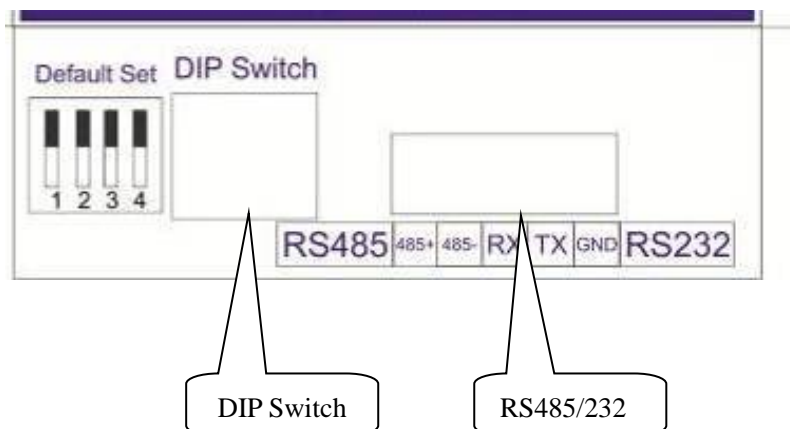 Default Set DIP Switch
1 2 3 4
RS485 485+ 485- RX TX GND RS232
DIP Switch
RS485/232